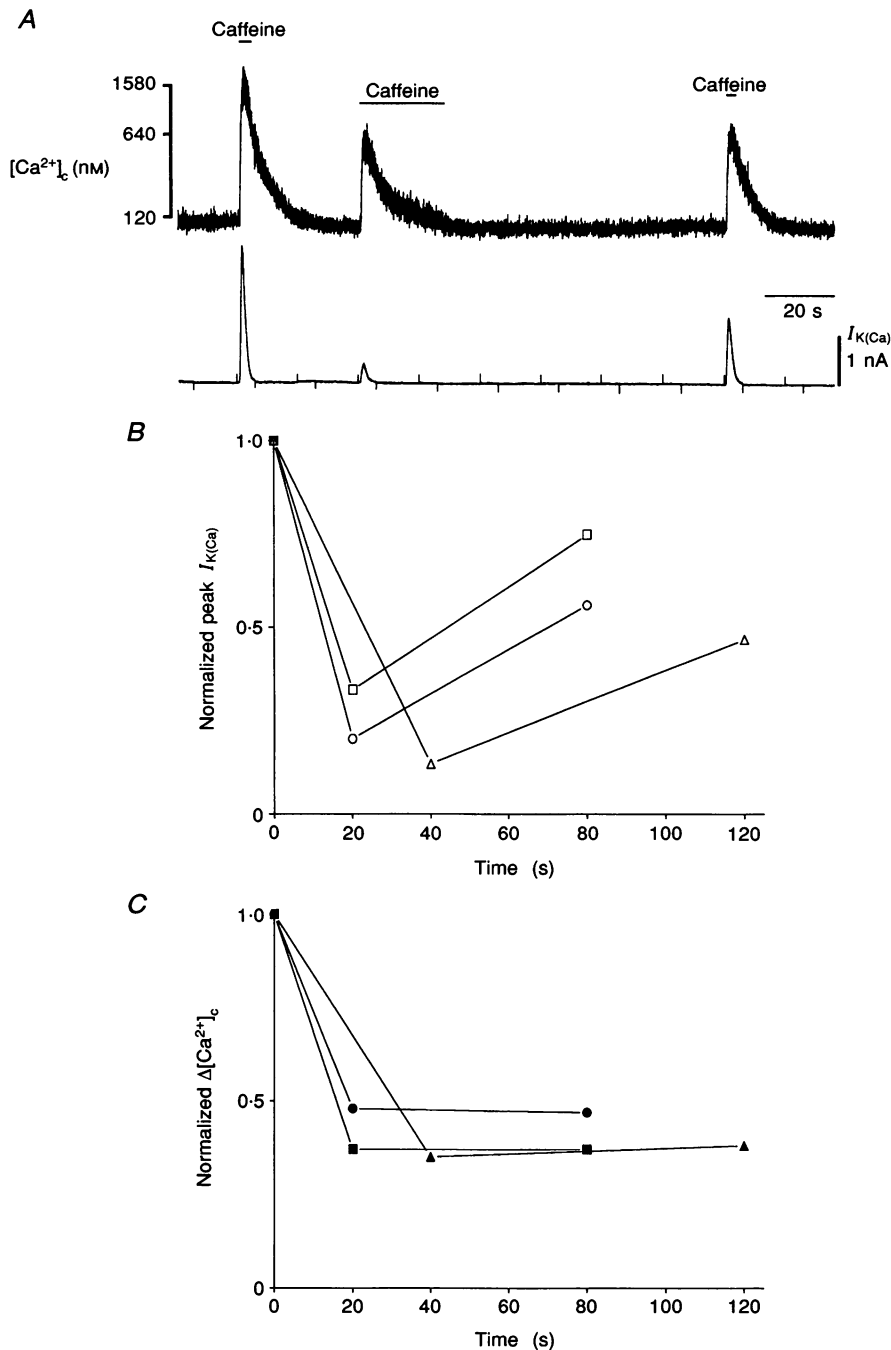 A
Caffeine
1580
Caffeine
Caffeine
640
[Ca²⁺]c (nM)
120
20 s
IK(Ca)
1 nA
B
1·0
Normalized peak IK(Ca)
0·5
0
0 20 40 60 80 100 120
Time (s)
C
1·0
Normalized Δ[Ca²⁺]c
0·5
0
0 20 40 60 80 100 120
Time (s)